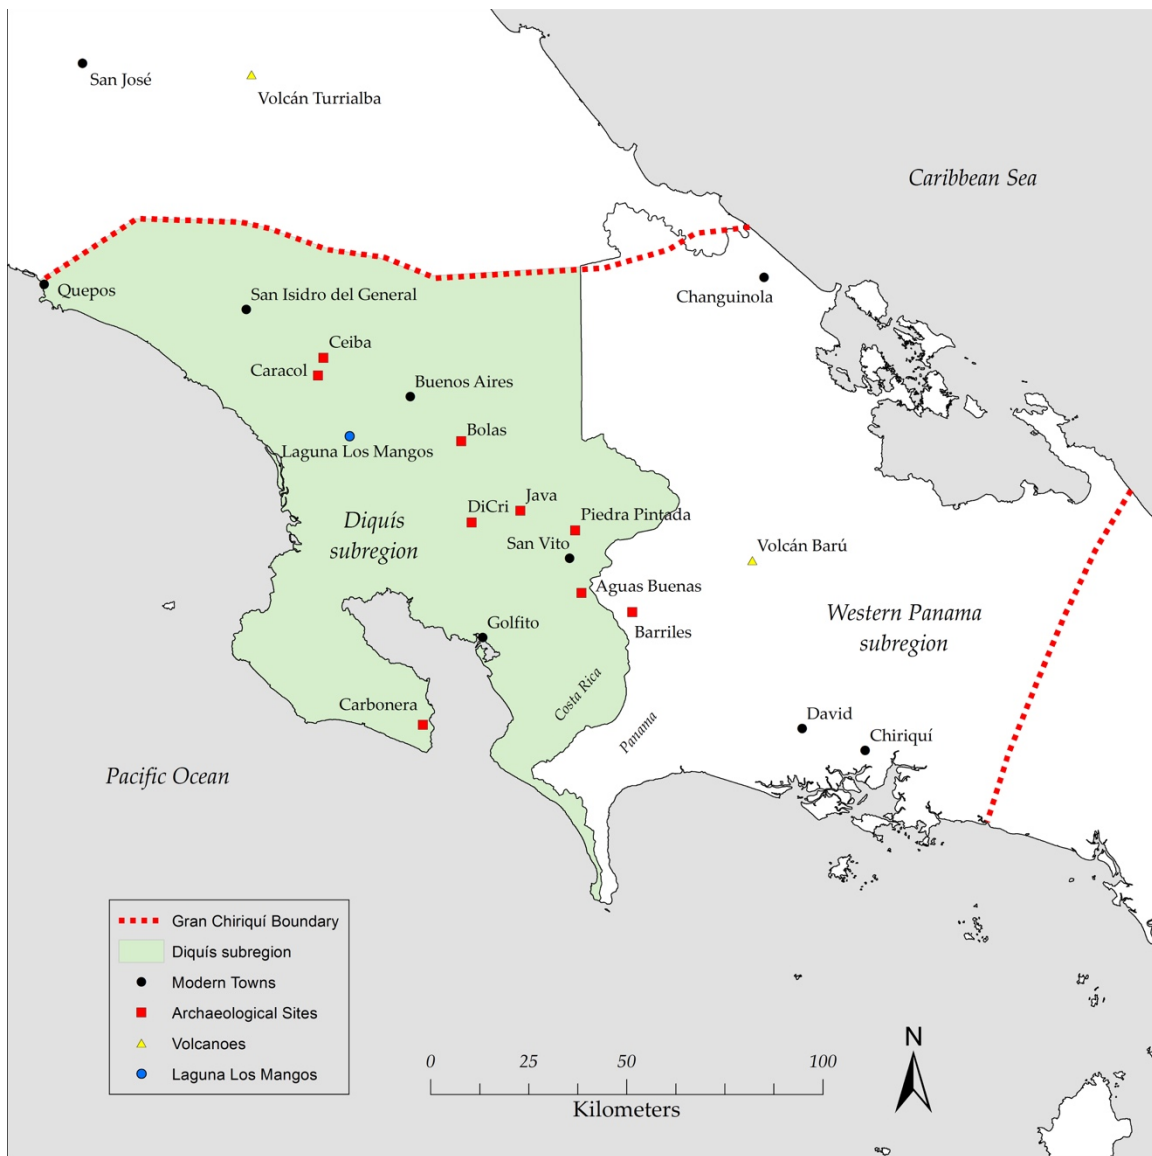 San José
Volcán Turrialba
Caribbean Sea
Quepos
San Isidro del General
Changuinola
Ceiba
Caracol
Buenos Aires
Bolas
Laguna Los Mangos
Java
DiCri
Piedra Pintada
Diquís
subregion
San Vito
Volcán Barú
Aguas Buenas
Barriles
Western Panama
subregion
Golfito
Costa Rica
Panama
Carbonera
David
Chiriquí
Pacific Ocean
Gran Chiriquí Boundary
Diquís subregion
Modern Towns
Archaeological Sites
Volcanoes
Laguna Los Mangos
0 25 50 100
Kilometers
N